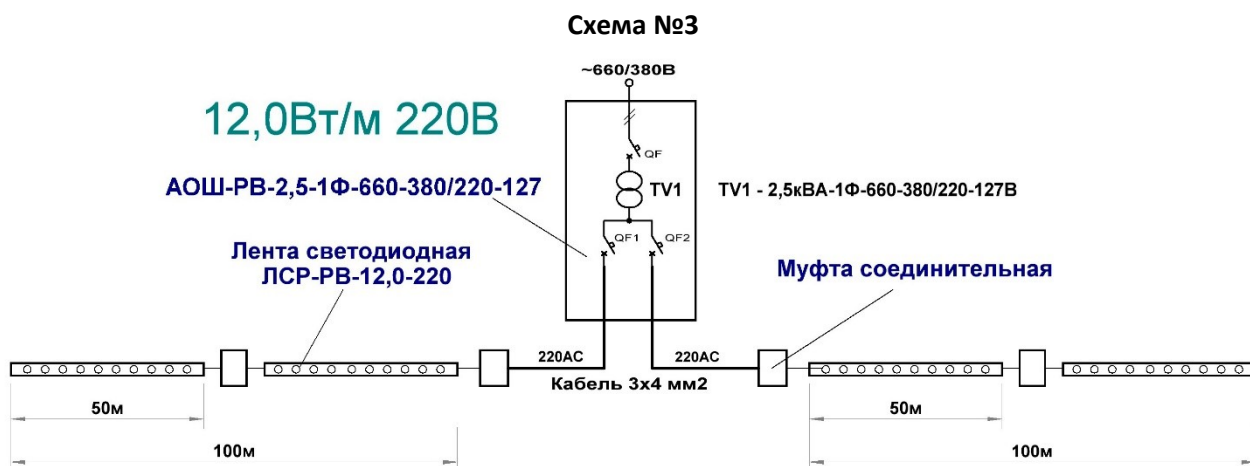 Схема №3
~660/380В
12,0Вт/м 220В
QF
АОШ-РВ-2,5-1Ф-660-380/220-127
TV1
TV1 - 2,5кВА-1Ф-660-380/220-127В
QF1
QF2
Лента светодиодная
ЛСР-РВ-12,0-220
Муфта соединительная
220АС
220АС
Кабель 3х4 мм2
50м
50м
100м
100м